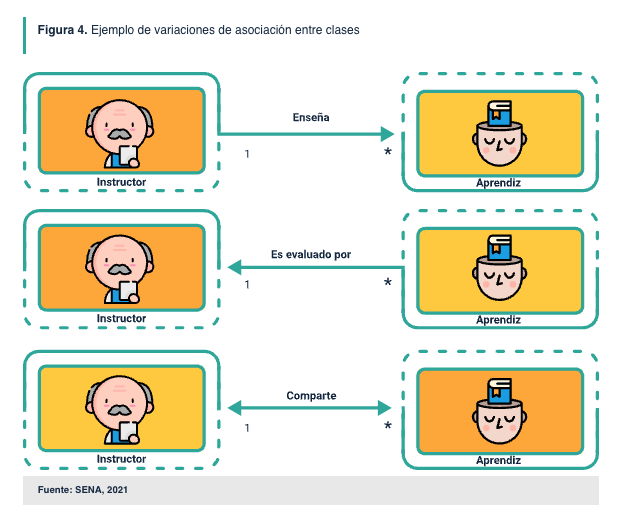 Figura 4. Ejemplo de variaciones de asociación entre clases
Enseña
1 *
Instructor Aprendiz
Es evaluado por
1 *
Instructor Aprendiz
Comparte
1 *
Instructor Aprendiz
Fuente: SENA, 2021